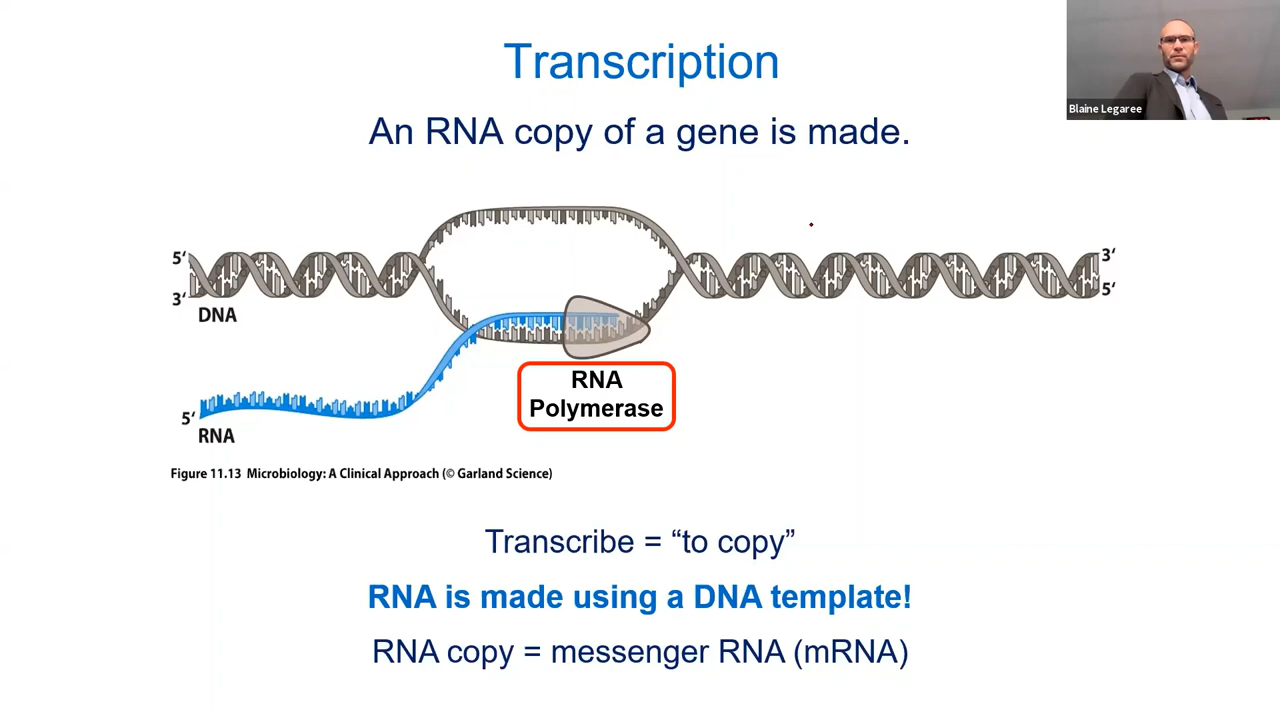 Transcription
Blaine Legaree
An RNA copy of a gene is made.
5‘
3‘
3‘
5‘
DNA
RNA
Polymerase
5‘
RNA
Figure 11.13 Microbiology: A Clinical Approach (© Garland Science)
Transcribe = “to copy”
RNA is made using a DNA template!
RNA copy = messenger RNA (mRNA)